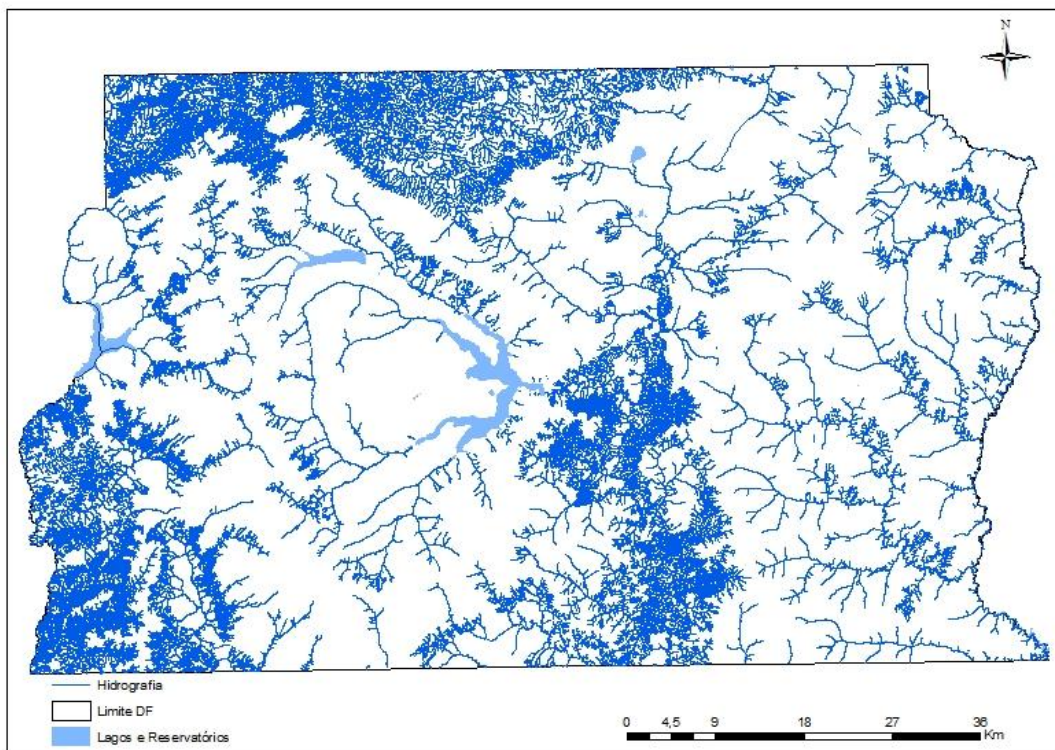 N
Hidrografia
Limite DF
Lagos e Reservatórios
0 4,5 9 18 27 36
Km